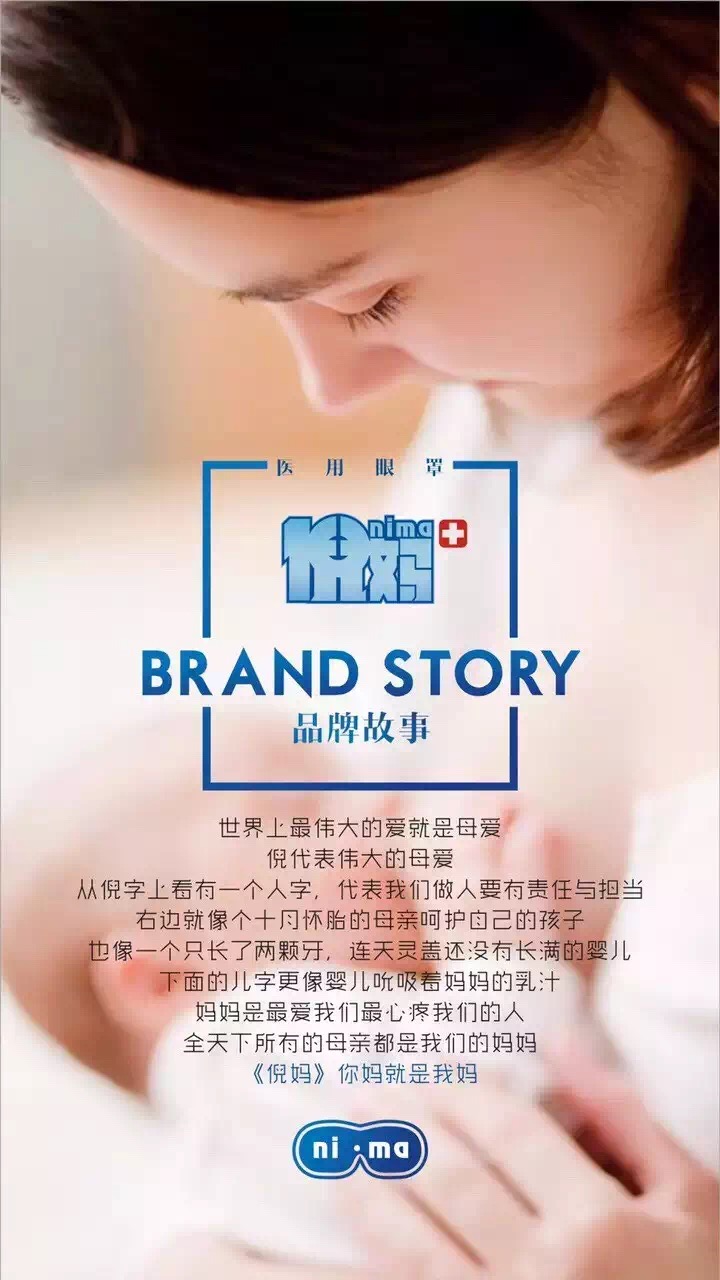 医用眼罩
倪妈
nima
BRAND STORY
品牌故事
世界上最伟大的爱就是母爱
倪代表伟大的母爱
从倪字上看有一个人字，代表我们做人要有责任与担当
右边就像个十月怀胎的母亲呵护自己的孩子
也像一个只长了两颗牙，连天灵盖还没有长满的婴儿
下面的儿字更像婴儿吮吸着妈妈的乳汁
妈妈是最爱我们最心疼我们的人
全天下所有的母亲都是我们的妈妈
《倪妈》你妈就是我妈
ni·ma